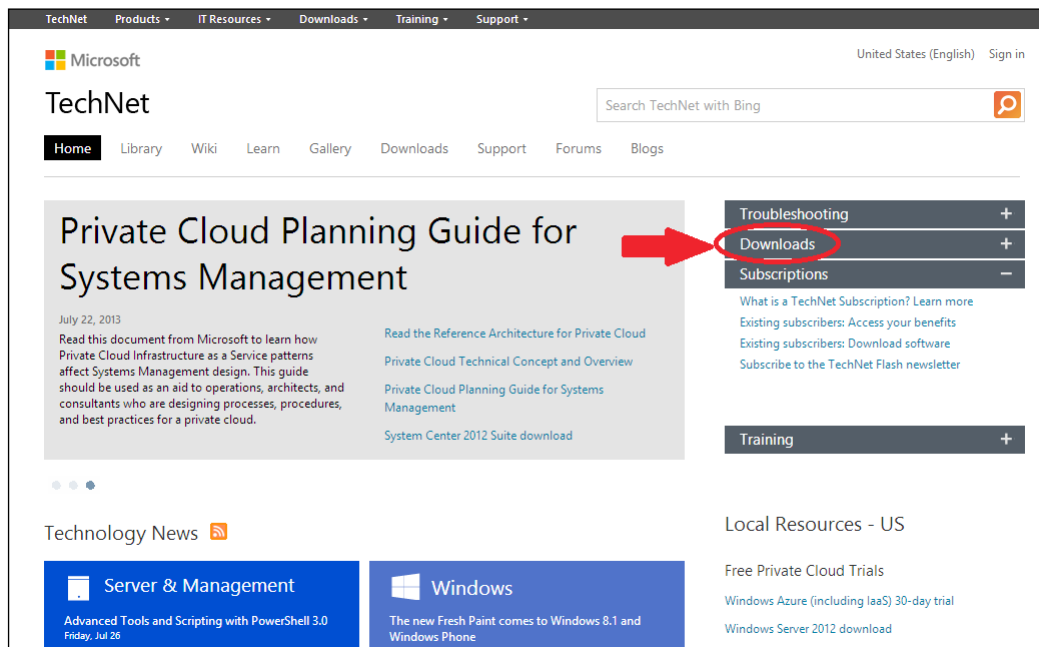 TechNet Products IT Resources Downloads Training Support
Microsoft
United States (English) Sign in
TechNet
Search TechNet with Bing
Home Library Wiki Learn Gallery Downloads Support Forums Blogs
Private Cloud Planning Guide for
Systems Management
July 22, 2013
Read this document from Microsoft to learn how
Private Cloud Infrastructure as a Service patterns
affect Systems Management design. This guide
should be used as an aid to operations, architects, and
consultants who are designing processes, procedures,
and best practices for a private cloud.
Read the Reference Architecture for Private Cloud
Private Cloud Technical Concept and Overview
Private Cloud Planning Guide for Systems
Management
System Center 2012 Suite download
Troubleshooting +
Downloads +
Subscriptions −
What is a TechNet Subscription? Learn more
Existing subscribers: Access your benefits
Existing subscribers: Download software
Subscribe to the TechNet Flash newsletter
Training +
Technology News
Server & Management
Advanced Tools and Scripting with PowerShell 3.0
Friday, Jul 26
Windows
The new Fresh Paint comes to Windows 8.1 and
Windows Phone
Local Resources - US
Free Private Cloud Trials
Windows Azure (including IaaS) 30-day trial
Windows Server 2012 download